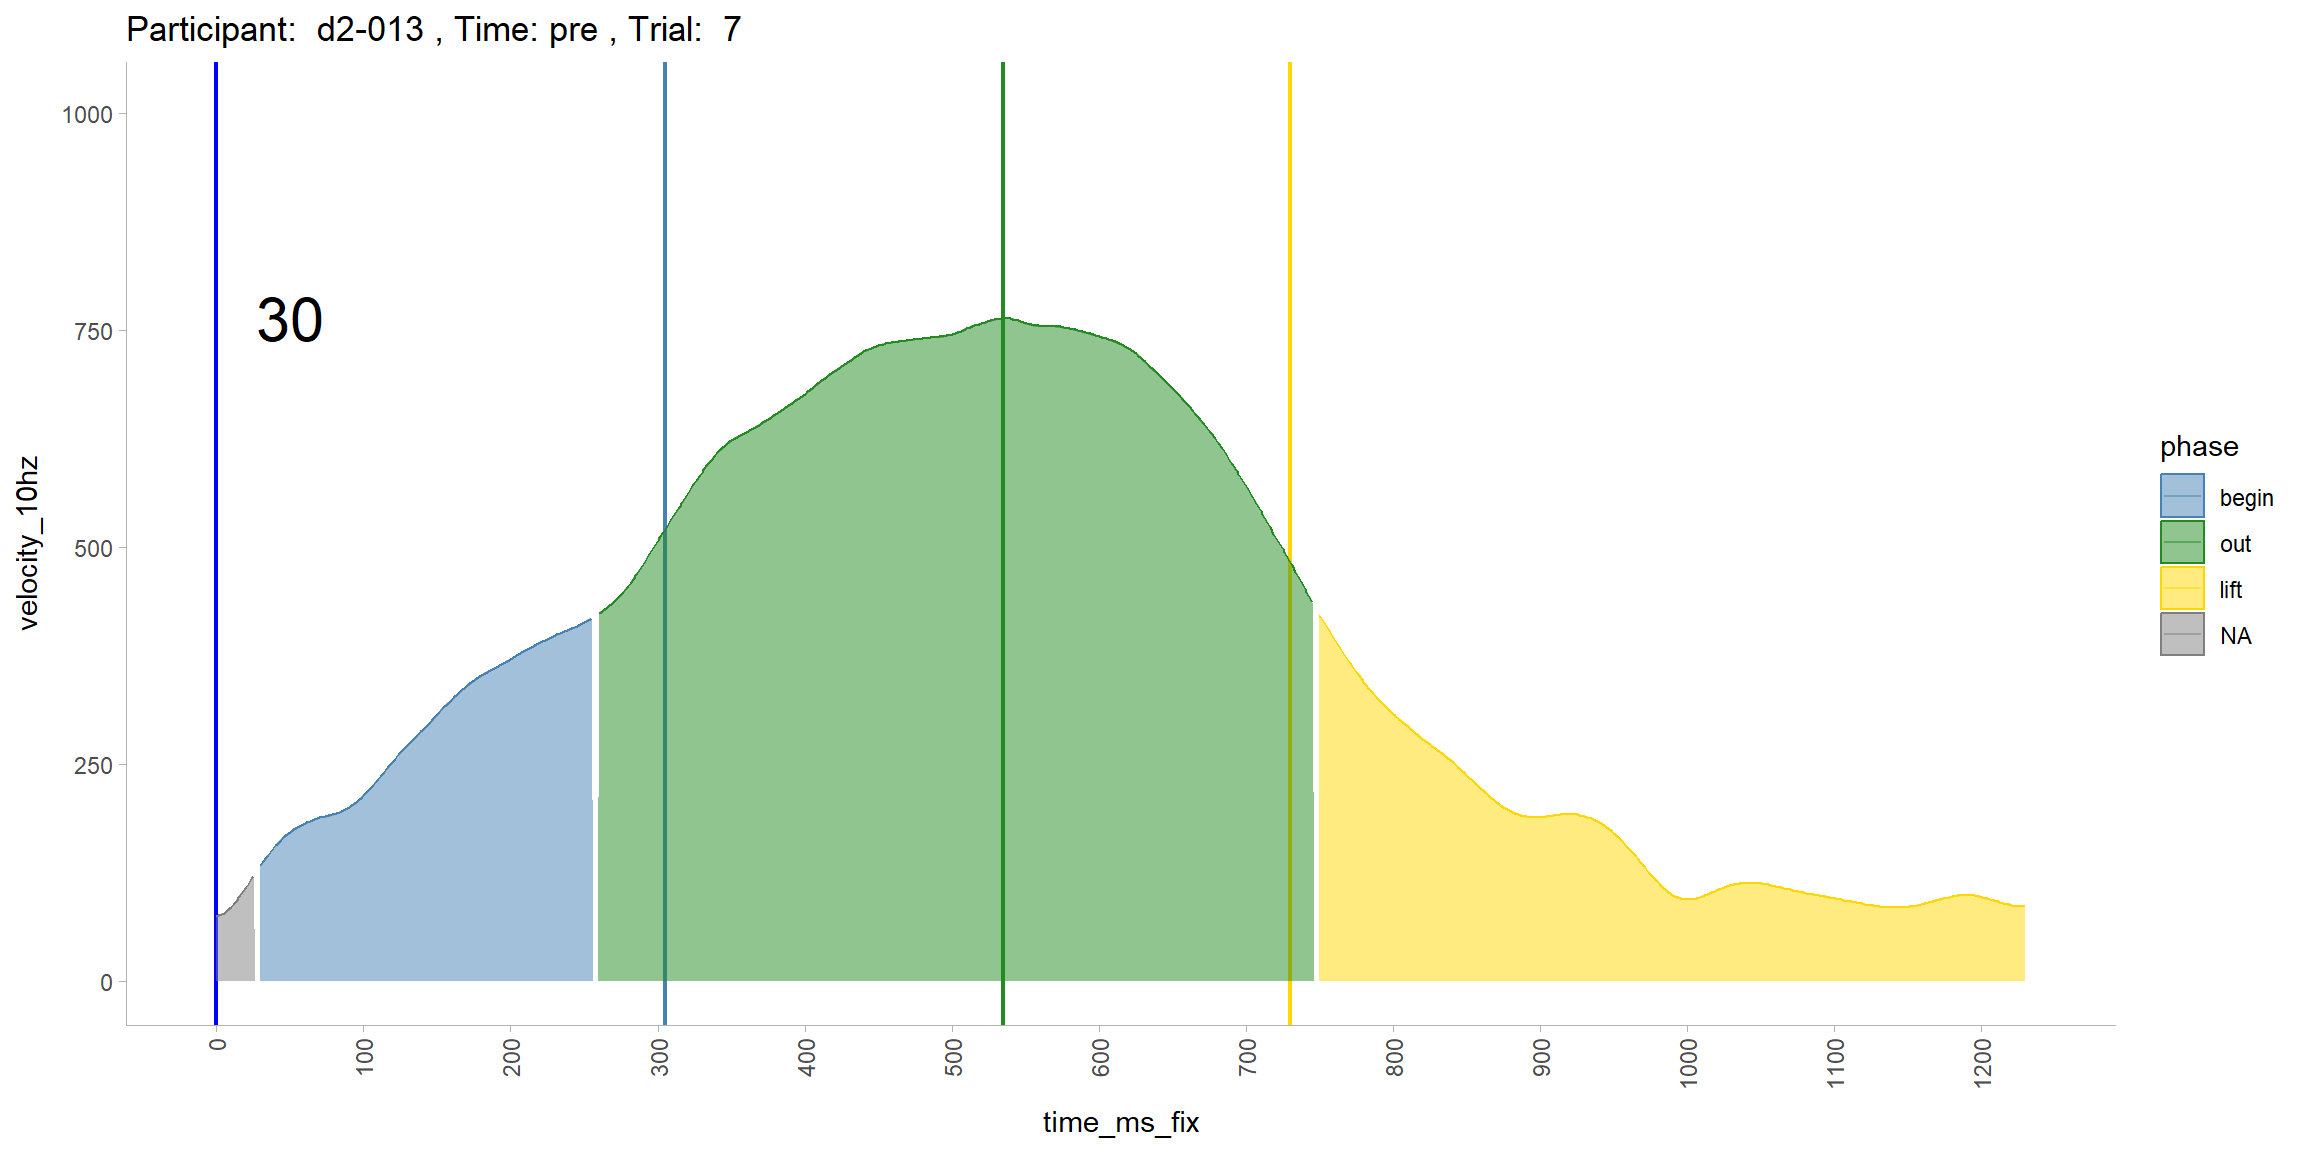 Participant:  d2-013 , Time: pre , Trial:  7
1000
750
500
250
0
velocity_10hz
30
0
100
200
300
400
500
600
700
800
900
1000
1100
1200
time_ms_fix
phase
begin
out
lift
NA